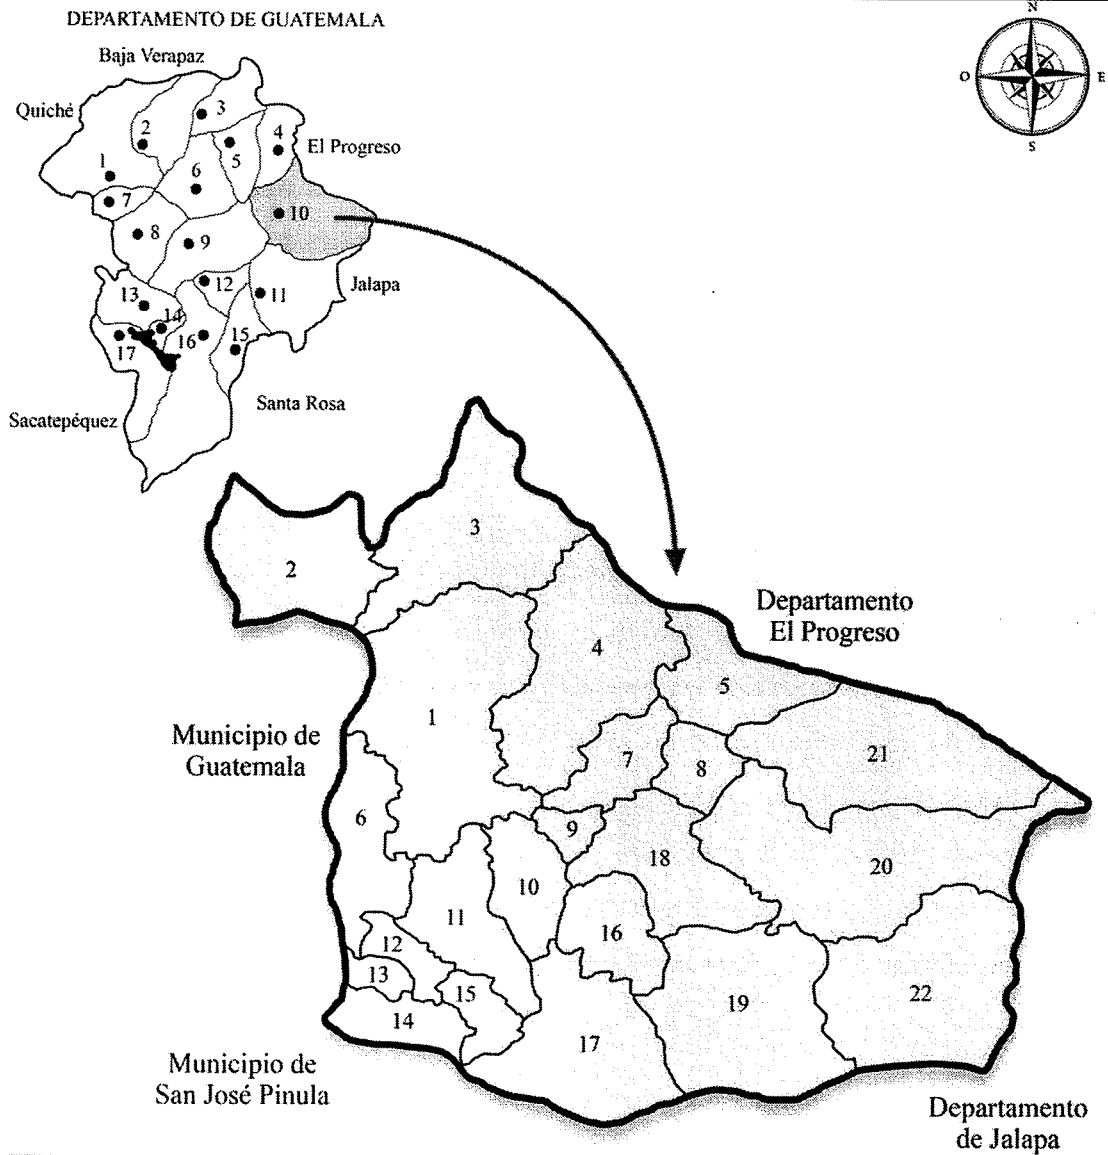 DEPARTAMENTO DE GUATEMALA
N
O
E
S
Baja Verapaz
Quiché
El Progreso
Jalapa
Santa Rosa
Sacatepéquez
1
2
3
4
5
6
7
8
9
10
11
12
13
14
15
16
17
Departamento
El Progreso
Municipio de
Guatemala
Municipio de
San José Pinula
Departamento
de Jalapa
1
2
3
4
5
6
7
8
9
10
11
12
13
14
15
16
17
18
19
20
21
22